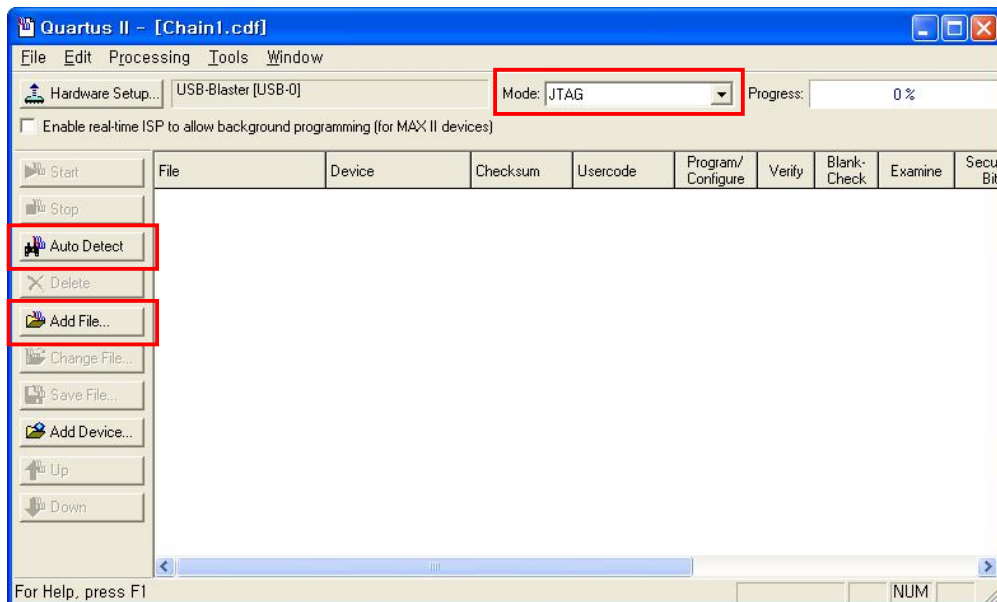 Quartus II - [Chain1.cdf]
File Edit Processing Tools Window
Hardware Setup... USB-Blaster [USB-0] Mode: JTAG Progress: 0 %
Enable real-time ISP to allow background programming (for MAX II devices)
Start File Device Checksum Usercode Program/ Configure Verify Blank- Check Examine Secu Bit
Stop
Auto Detect
Delete
Add File...
Change File...
Save File...
Add Device...
Up
Down
For Help, press F1 NUM